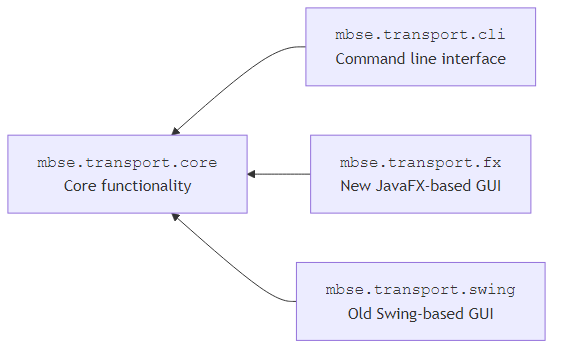 mbse.transport.cli
Command line interface
mbse.transport.core
Core functionality
mbse.transport.fx
New JavaFX-based GUI
mbse.transport.swing
Old Swing-based GUI